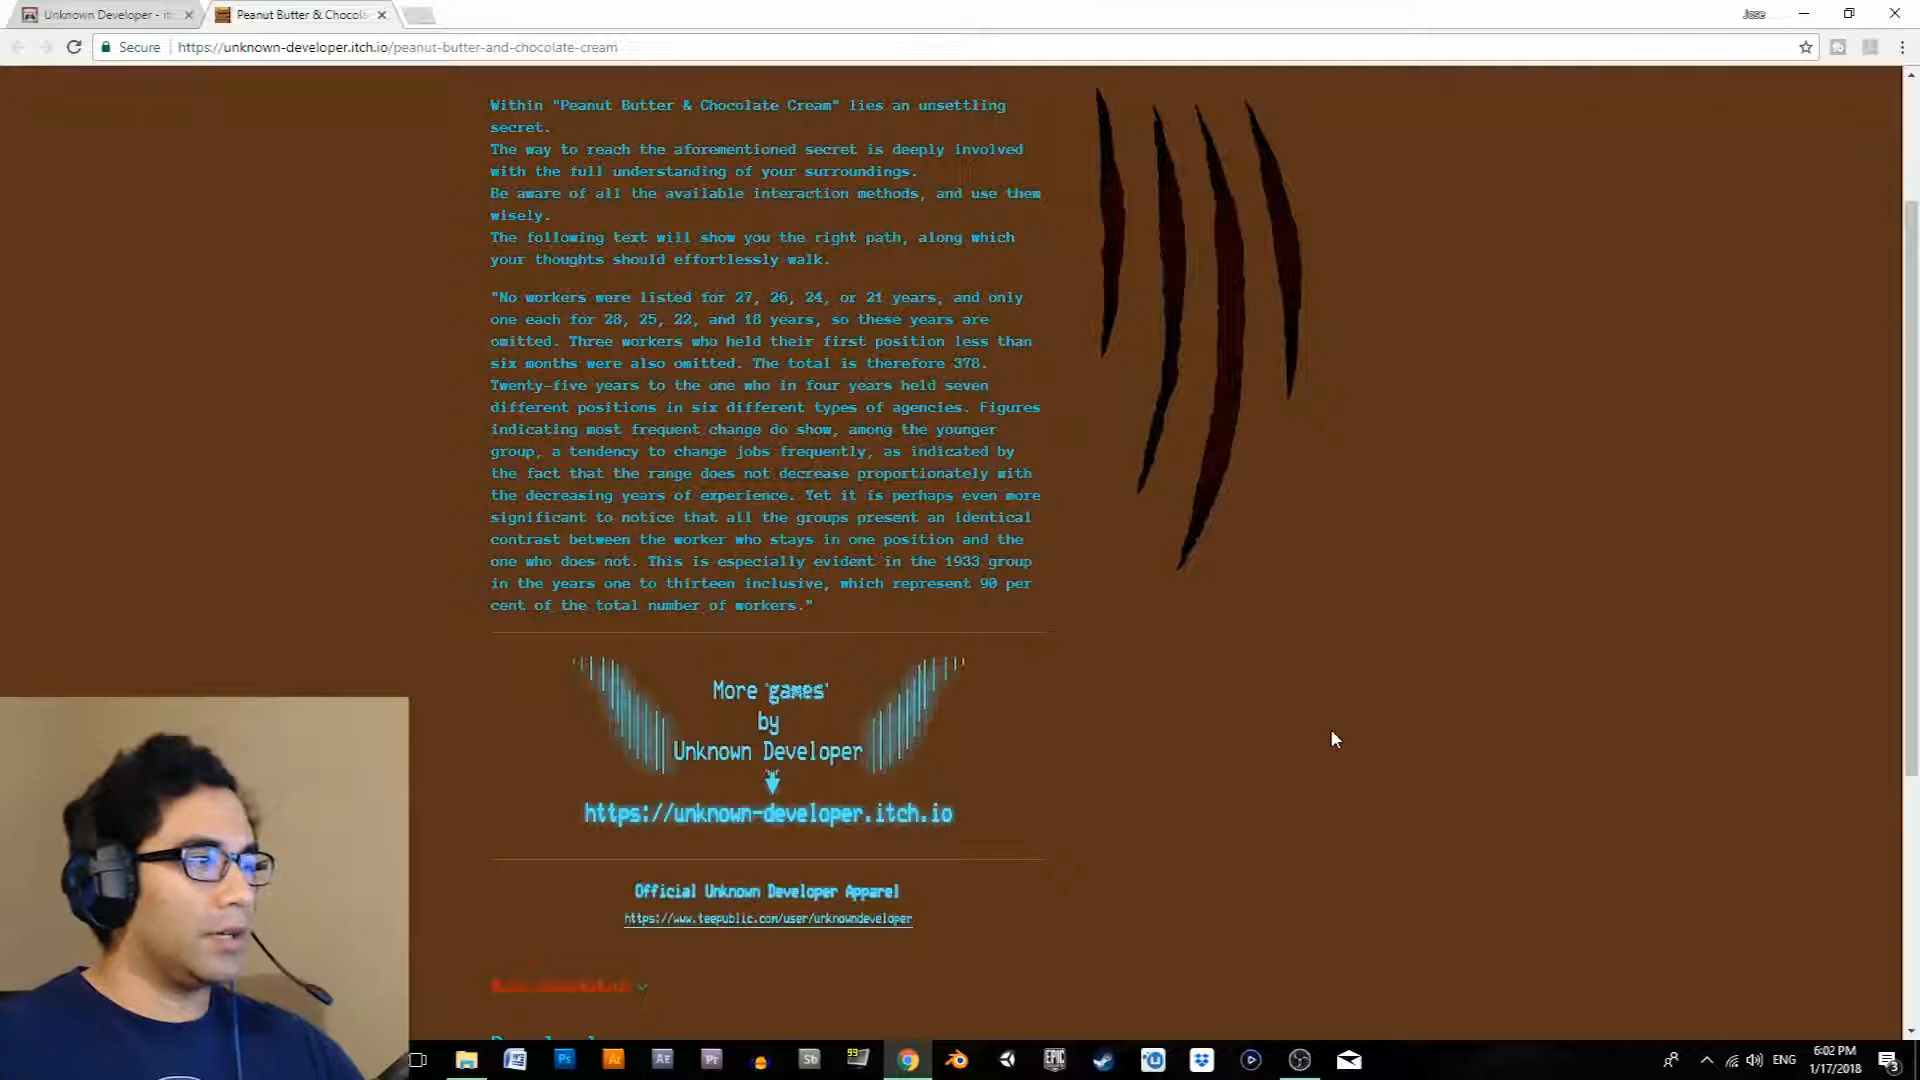 Unknown Developer - it
Peanut Butter & Chocola
Jose
Secure
https://unknown-developer.itch.io/peanut-butter-and-chocolate-cream
Within "Peanut Butter & Chocolate Cream" lies an unsettling
secret.
The way to reach the aforementioned secret is deeply involved
with the full understanding of your surroundings.
Be aware of all the available interaction methods, and use them
wisely.
The following text will show you the right path, along which
your thoughts should effortlessly walk.
"No workers were listed for 27, 26, 24, or 21 years, and only
one each for 28, 25, 22, and 18 years, so these years are
omitted. Three workers who held their first position less than
six months were also omitted. The total is therefore 378.
Twenty-five years to the one who in four years held seven
different positions in six different types of agencies. Figures
indicating most frequent change do show, among the younger
group, a tendency to change jobs frequently, as indicated by
the fact that the range does not decrease proportionately with
the decreasing years of experience. Yet it is perhaps even more
significant to notice that all the groups present an identical
contrast between the worker who stays in one position and the
one who does not. This is especially evident in the 1933 group
in the years one to thirteen inclusive, which represent 90 per
cent of the total number of workers."
More 'games'
by
Unknown Developer
https://unknown-developer.itch.io
Official Unknown Developer Apparel
https://www.teepublic.com/user/unknowndeveloper
Ps
Ai
AE
Pr
Sb
99
EPIC
ENG
6:02 PM
1/17/2018
3